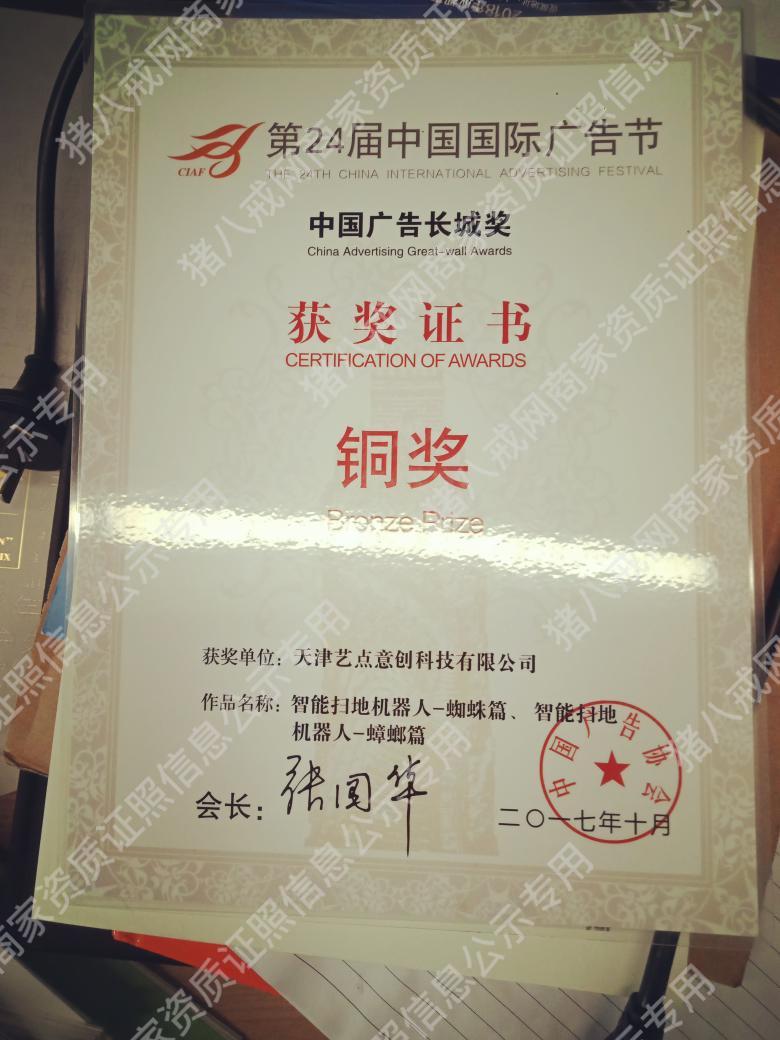 CIAF
第24届中国国际广告节
THE 24TH CHINA INTERNATIONAL ADVERTISING FESTIVAL
中国广告长城奖
China Advertising Great-wall Awards
获奖证书
CERTIFICATION OF AWARDS
铜奖
Bronze Prize
获奖单位：天津艺点意创科技有限公司
作品名称：智能扫地机器人-蜘蛛篇、智能扫地
机器人-蟑螂篇
会长：张国华
中国广告协会
二〇一七年十月
猪八戒网商家资质证照信息公示专用